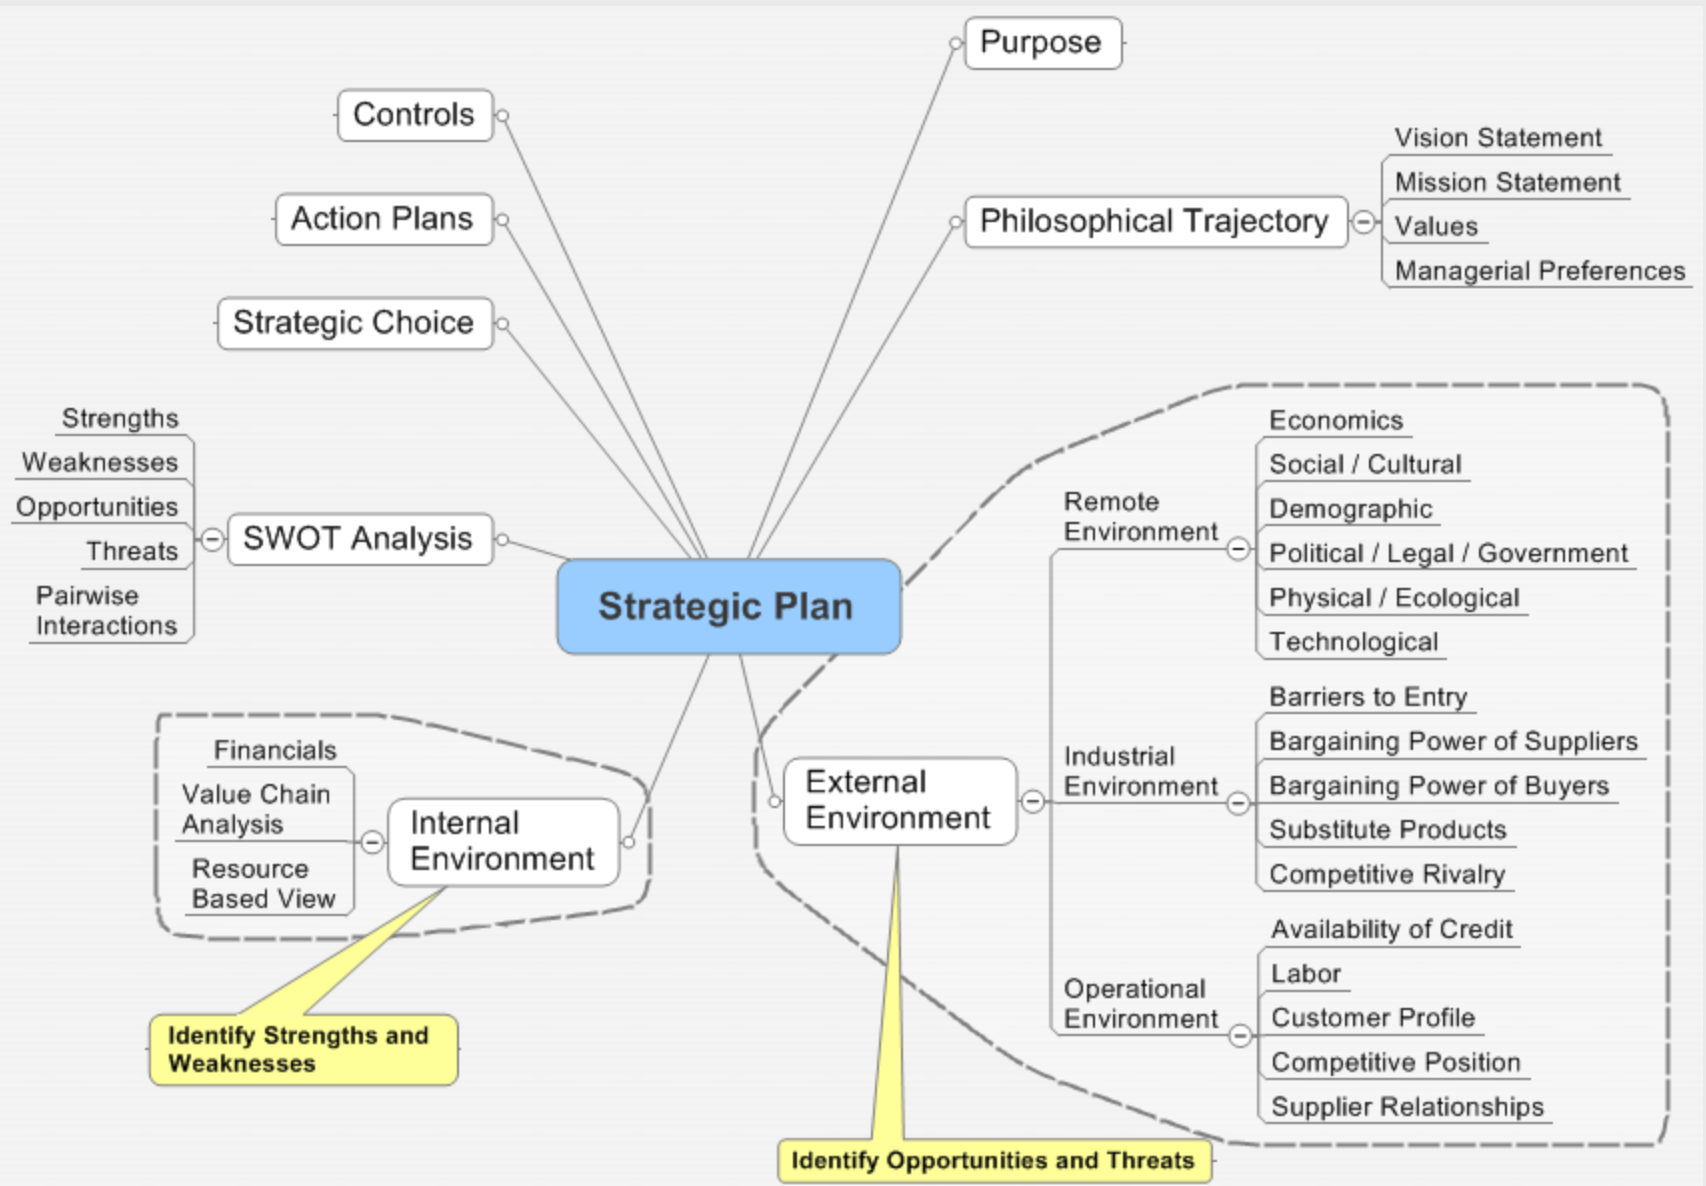 Purpose
Controls
Philosophical Trajectory
Vision Statement
Mission Statement
Values
Managerial Preferences
Action Plans
Strategic Choice
SWOT Analysis
Strengths
Weaknesses
Opportunities
Threats
Pairwise
Interactions
Strategic Plan
External
Environment
Remote
Environment
Economics
Social / Cultural
Demographic
Political / Legal / Government
Physical / Ecological
Technological
Industrial
Environment
Barriers to Entry
Bargaining Power of Suppliers
Bargaining Power of Buyers
Substitute Products
Competitive Rivalry
Operational
Environment
Availability of Credit
Labor
Customer Profile
Competitive Position
Supplier Relationships
Internal
Environment
Financials
Value Chain
Analysis
Resource
Based View
Identify Strengths and
Weaknesses
Identify Opportunities and Threats